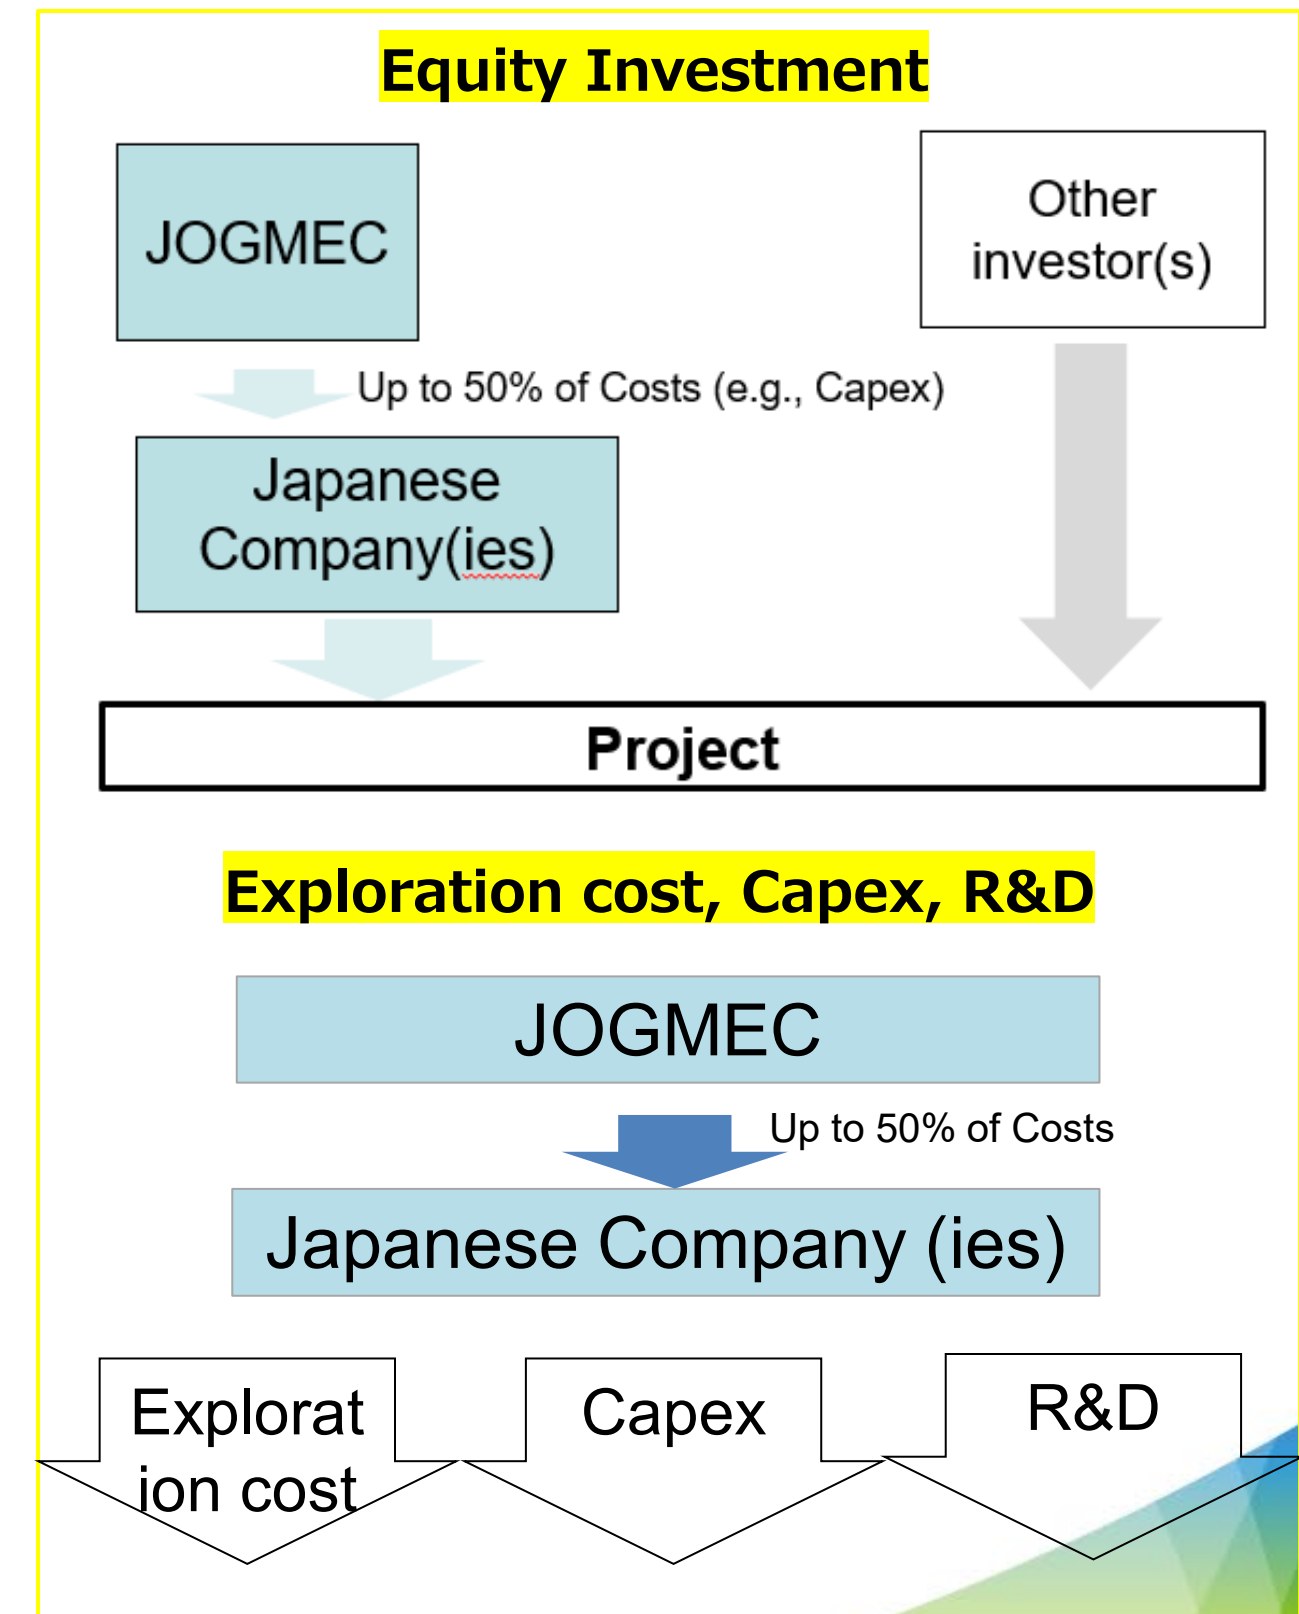 Equity Investment
JOGMEC
Other
investor(s)
Up to 50% of Costs (e.g., Capex)
Japanese
Company(ies)
Project
Exploration cost, Capex, R&D
JOGMEC
Up to 50% of Costs
Japanese Company (ies)
Explorat
ion cost
Capex
R&D